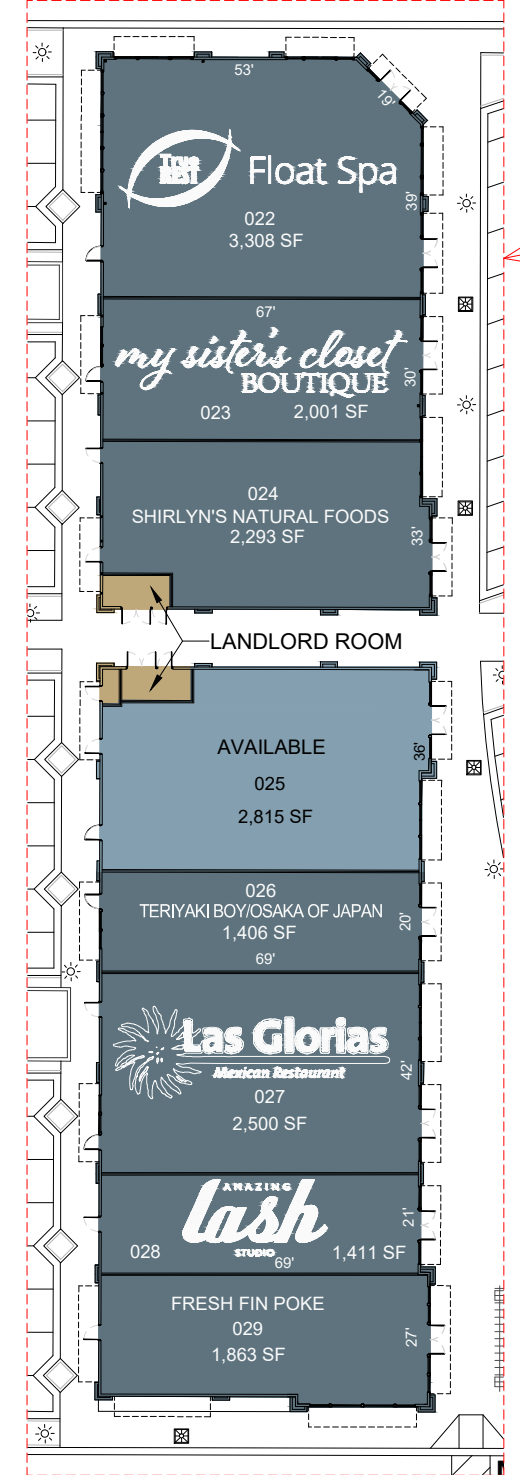 53'
19'
True
REST
Float Spa
39'
022
3,308 SF
67'
my sister's closet
BOUTIQUE
30'
023 2,001 SF
024
SHIRLYN'S NATURAL FOODS
2,293 SF
33'
LANDLORD ROOM
AVAILABLE
36'
025
2,815 SF
026
TERIYAKI BOY/OSAKA OF JAPAN
1,406 SF
20'
69'
Las Glorias
Mexican Restaurant
42'
027
2,500 SF
AMAZING
lash
STUDIO
21'
028 69' 1,411 SF
FRESH FIN POKE
029
1,863 SF
27'